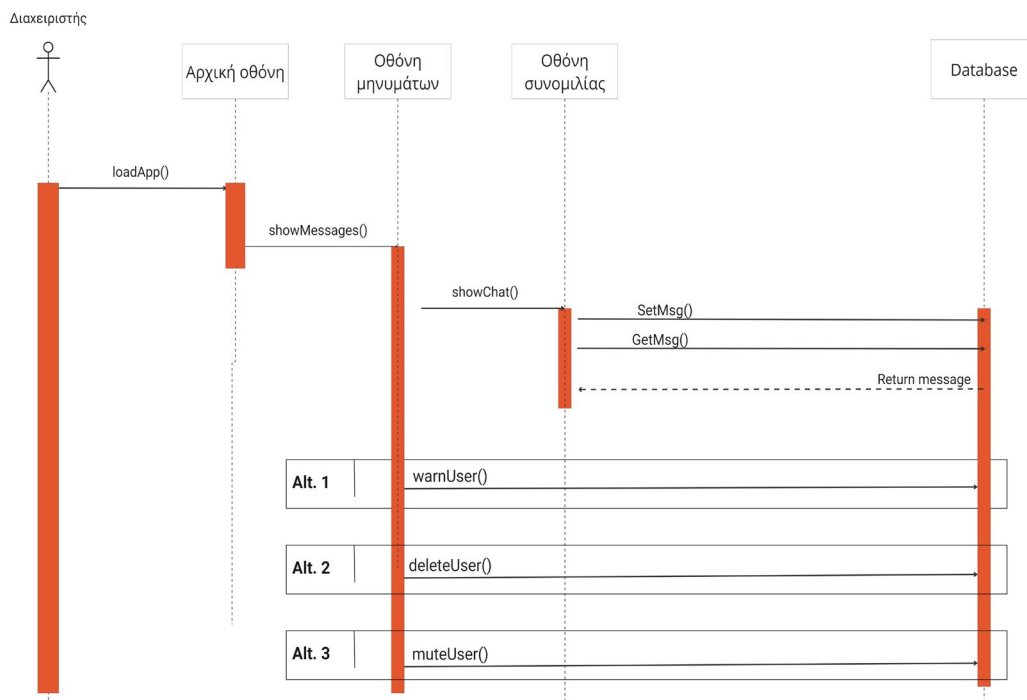 Διαχειριστής
Αρχική οθόνη
Οθόνη
μηνυμάτων
Οθόνη
συνομιλίας
Database
loadApp()
showMessages()
showChat()
SetMsg()
GetMsg()
Return message
Alt. 1
warnUser()
Alt. 2
deleteUser()
Alt. 3
muteUser()